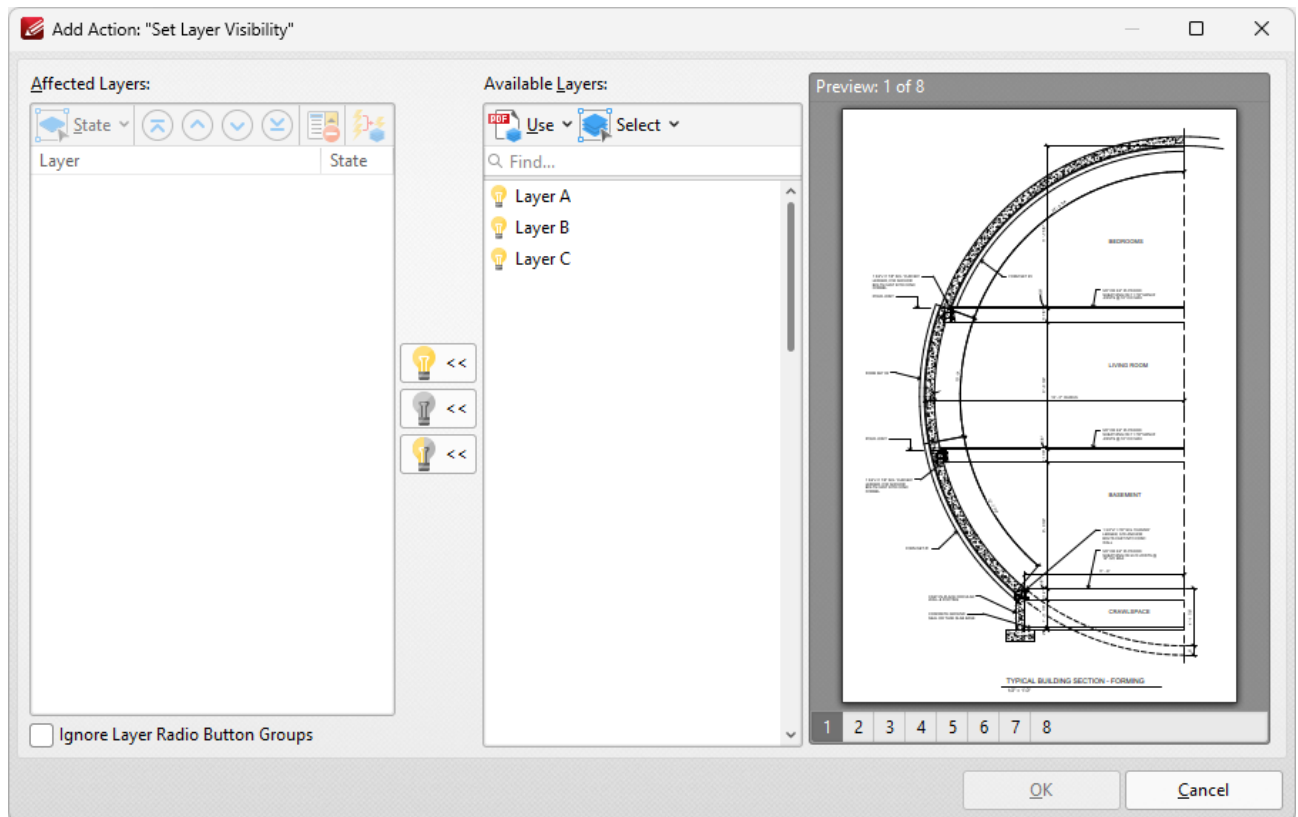 Add Action: "Set Layer Visibility"
Affected Layers:
State
Layer State
Ignore Layer Radio Button Groups
<<
<<
<<
Available Layers:
PDF Use Select
Find...
Layer A
Layer B
Layer C
Preview: 1 of 8
BEDROOMS
LIVING ROOM
BASEMENT
CRAWLSPACE
TYPICAL BUILDING SECTION - FORMING
1 2 3 4 5 6 7 8
OK Cancel